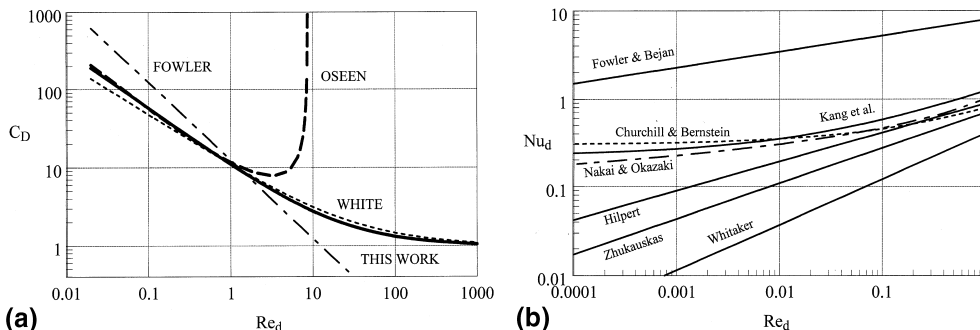 1000
100
10
1
C_D
FOWLER
OSEEN
WHITE
THIS WORK
0.01
0.1
1
10
100
1000
Re_d
(a)
10
1
0.1
0.01
Nu_d
Fowler & Bejan
Kang et al.
Churchill & Bernstein
Nakai & Okazaki
Hilpert
Zhukauskas
Whitaker
0.0001
0.001
0.01
0.1
Re_d
(b)